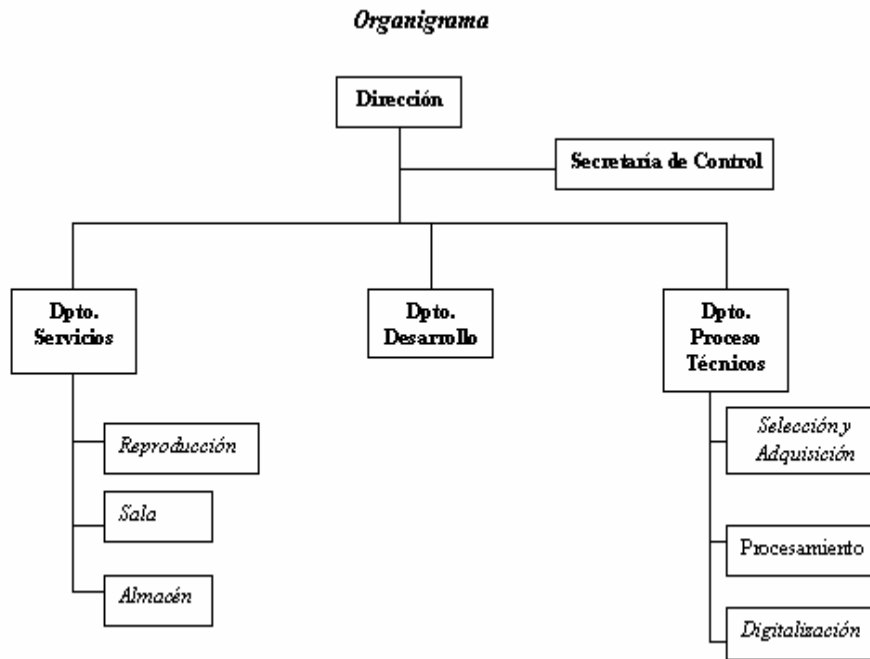 Organigrama
Dirección
Secretaría de Control
Dpto.
Servicios
Dpto.
Desarrollo
Dpto.
Proceso
Técnicos
Reproducción
Sala
Almacén
Selección y
Adquisición
Procesamiento
Digitalización